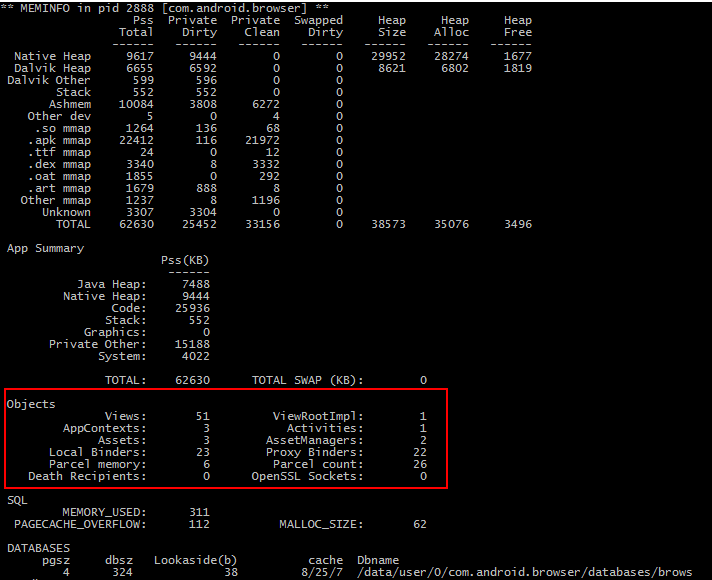 ** MEMINFO in pid 2888 [com.android.browser] **
Pss Private Private Swapped Heap Heap Heap
Total Dirty Clean Dirty Size Alloc Free
------ ------ ------ ------ ------ ------ ------
Native Heap 9617 9444 0 0 29952 28274 1677
Dalvik Heap 6655 6592 0 0 8621 6802 1819
Dalvik Other 599 596 0 0
Stack 552 552 0 0
Ashmem 10084 3808 6272 0
Other dev 5 0 4 0
.so mmap 1264 136 68 0
.apk mmap 22412 116 21972 0
.ttf mmap 24 0 12 0
.dex mmap 3340 8 3332 0
.oat mmap 1855 0 292 0
.art mmap 1679 888 8 0
Other mmap 1237 8 1196 0
Unknown 3307 3304 0 0
TOTAL 62630 25452 33156 0 38573 35076 3496
App Summary
Pss(KB)
------
Java Heap: 7488
Native Heap: 9444
Code: 25936
Stack: 552
Graphics: 0
Private Other: 15188
System: 4022
TOTAL: 62630 TOTAL SWAP (KB): 0
Objects
Views: 51 ViewRootImpl: 1
AppContexts: 3 Activities: 1
Assets: 3 AssetManagers: 2
Local Binders: 23 Proxy Binders: 22
Parcel memory: 6 Parcel count: 26
Death Recipients: 0 OpenSSL Sockets: 0
SQL
MEMORY_USED: 311
PAGECACHE_OVERFLOW: 112 MALLOC_SIZE: 62
DATABASES
pgsz dbsz Lookaside(b) cache Dbname
4 324 38 8/25/7 /data/user/0/com.android.browser/databases/brows